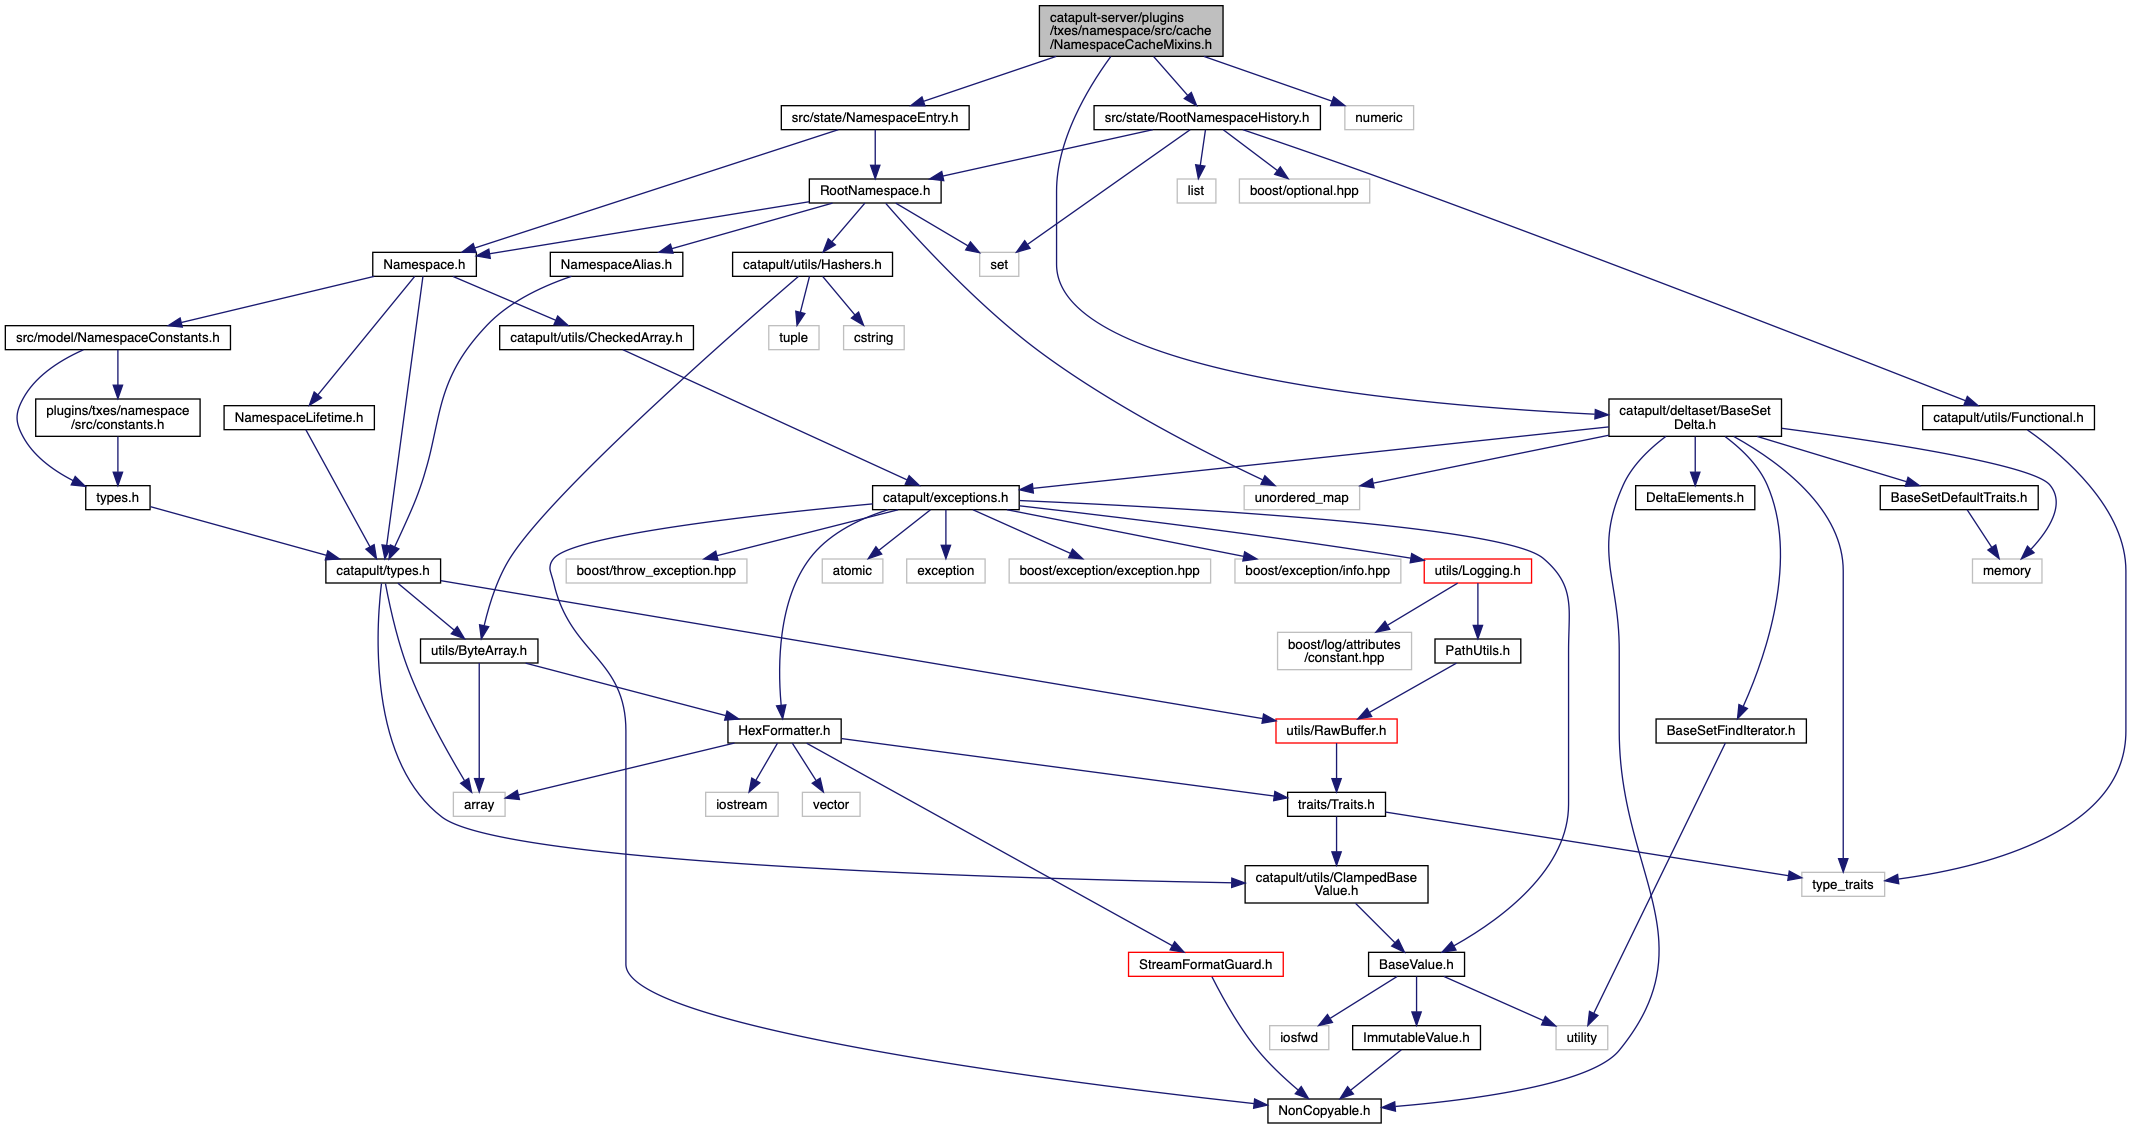 catapult-server/plugins
/txes/namespace/src/cache
/NamespaceCacheMixins.h
src/state/NamespaceEntry.h
src/state/RootNamespaceHistory.h
numeric
RootNamespace.h
list
boost/optional.hpp
Namespace.h
NamespaceAlias.h
catapult/utils/Hashers.h
set
src/model/NamespaceConstants.h
catapult/utils/CheckedArray.h
tuple
cstring
plugins/txes/namespace
/src/constants.h
NamespaceLifetime.h
catapult/deltaset/BaseSet
Delta.h
catapult/utils/Functional.h
types.h
catapult/exceptions.h
unordered_map
DeltaElements.h
BaseSetDefaultTraits.h
catapult/types.h
boost/throw_exception.hpp
atomic
exception
boost/exception/exception.hpp
boost/exception/info.hpp
utils/Logging.h
memory
utils/ByteArray.h
boost/log/attributes
/constant.hpp
PathUtils.h
HexFormatter.h
utils/RawBuffer.h
BaseSetFindIterator.h
array
iostream
vector
traits/Traits.h
catapult/utils/ClampedBase
Value.h
type_traits
StreamFormatGuard.h
BaseValue.h
iosfwd
ImmutableValue.h
utility
NonCopyable.h